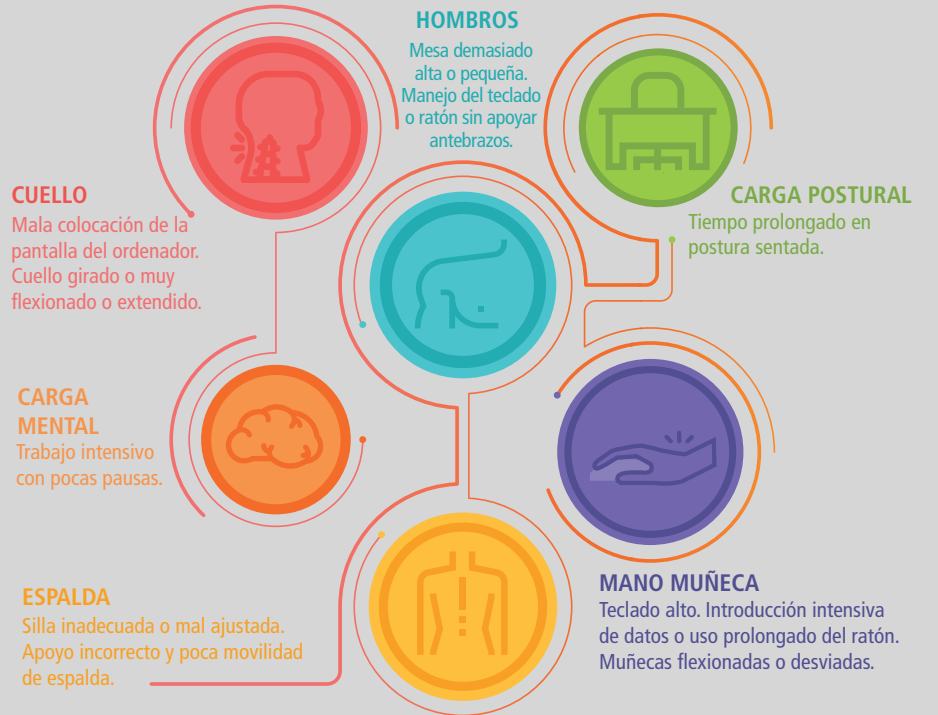 HOMBROS
Mesa demasiado
alta o pequeña.
Manejo del teclado
o ratón sin apoyar
antebrazos.
CUELLO
Mala colocación de la
pantalla del ordenador.
Cuello girado o muy
flexionado o extendido.
CARGA POSTURAL
Tiempo prolongado en
postura sentada.
CARGA
MENTAL
Trabajo intensivo
con pocas pausas.
ESPALDA
Silla inadecuada o mal ajustada.
Apoyo incorrecto y poca movilidad
de espalda.
MANO MUÑECA
Teclado alto. Introducción intensiva
de datos o uso prolongado del ratón.
Muñecas flexionadas o desviadas.